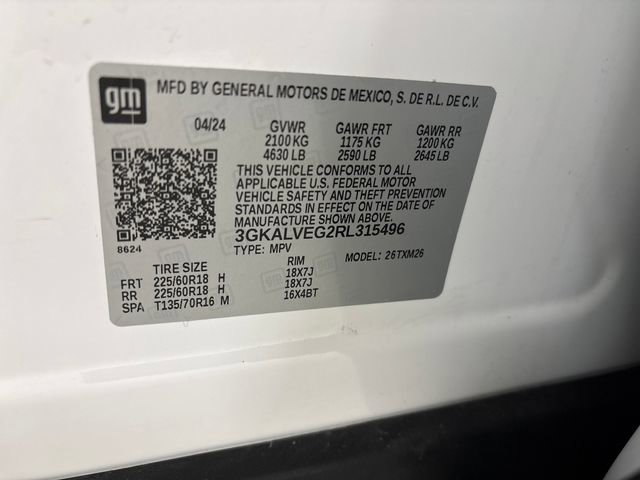 gm
MFD BY GENERAL MOTORS DE MEXICO, S. DE R.L. DE C.V.
04/24 GVWR GAWR FRT GAWR RR
2100 KG 1175 KG 1200 KG
4630 LB 2590 LB 2645 LB
THIS VEHICLE CONFORMS TO ALL
APPLICABLE U.S. FEDERAL MOTOR
VEHICLE SAFETY AND THEFT PREVENTION
STANDARDS IN EFFECT ON THE DATE OF
MANUFACTURE SHOWN ABOVE.
3GKALVEG2RL315496
8624
TYPE: MPV MODEL: 26TXM26
TIRE SIZE RIM
FRT 225/60R18 H 18X7J
RR 225/60R18 H 18X7J
SPA T135/70R16 M 16X4BT